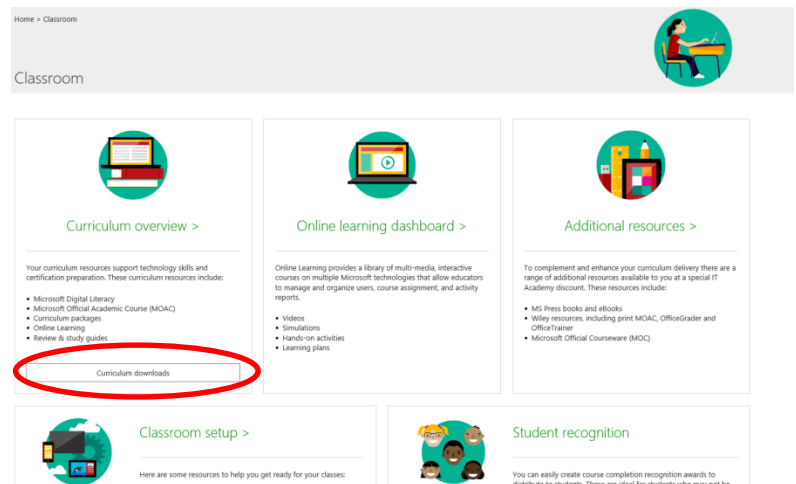 Home > Classroom
Classroom
Curriculum overview >
Your curriculum resources support technology skills and
certification preparation. These curriculum resources include:
• Microsoft Digital Literacy
• Microsoft Official Academic Course (MOAC)
• Curriculum packages
• Online Learning
• Review & study guides
Curriculum downloads
Online learning dashboard >
Online Learning provides a library of multi-media, interactive
courses on multiple Microsoft technologies that allow educators
to manage and organize users, course assignment, and activity
reports.
• Videos
• Simulations
• Hands-on activities
• Learning plans
Additional resources >
To complement and enhance your curriculum delivery there are a
range of additional resources available to you at a special IT
Academy discount. These resources include:
• MS Press books and eBooks
• Wiley resources, including print MOAC, OfficeGrader and
OfficeTrainer
• Microsoft Official Courseware (MOC)
Classroom setup >
Here are some resources to help you get ready for your classes:
Student recognition
You can easily create course completion recognition awards to
distribute to students. These are ideal for students who may not be